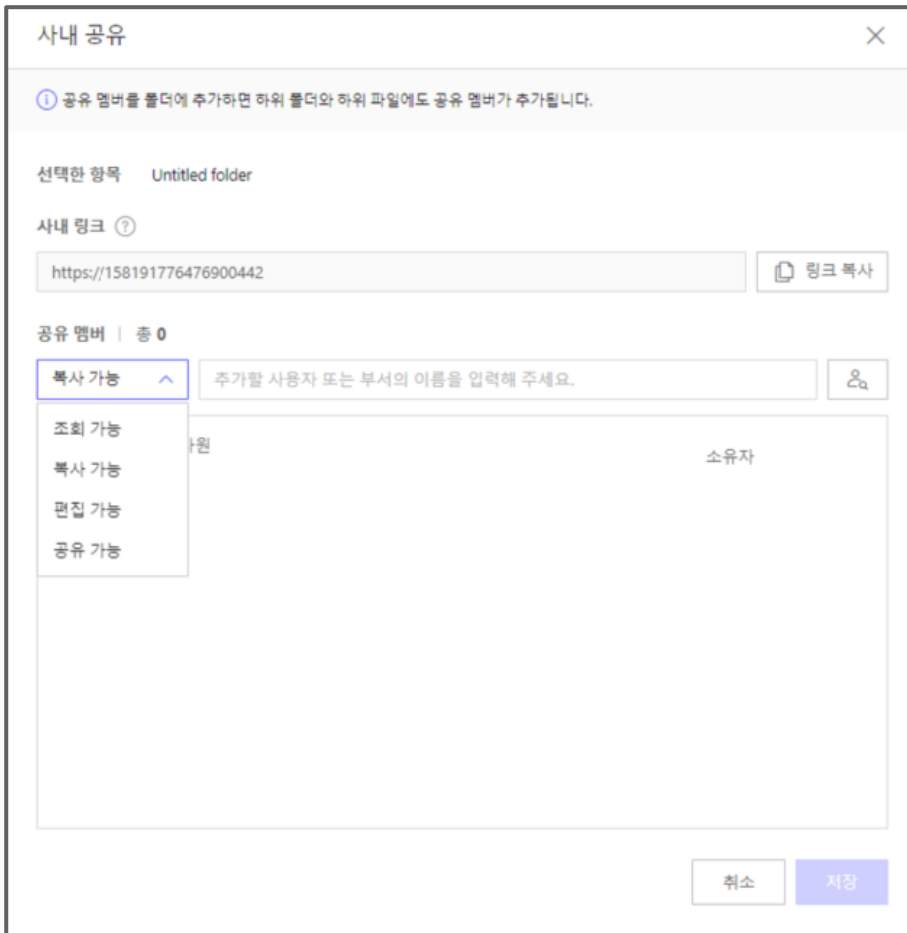 사내 공유
공유 멤버를 폴더에 추가하면 하위 폴더와 하위 파일에도 공유 멤버가 추가됩니다.
선택한 항목 Untitled folder
사내 링크
https://158191776476900442 링크 복사
공유 멤버 | 총 0
복사 가능 추가할 사용자 또는 부서의 이름을 입력해 주세요.
조회 가능
소유자
복사 가능
편집 가능
공유 가능
취소 저장